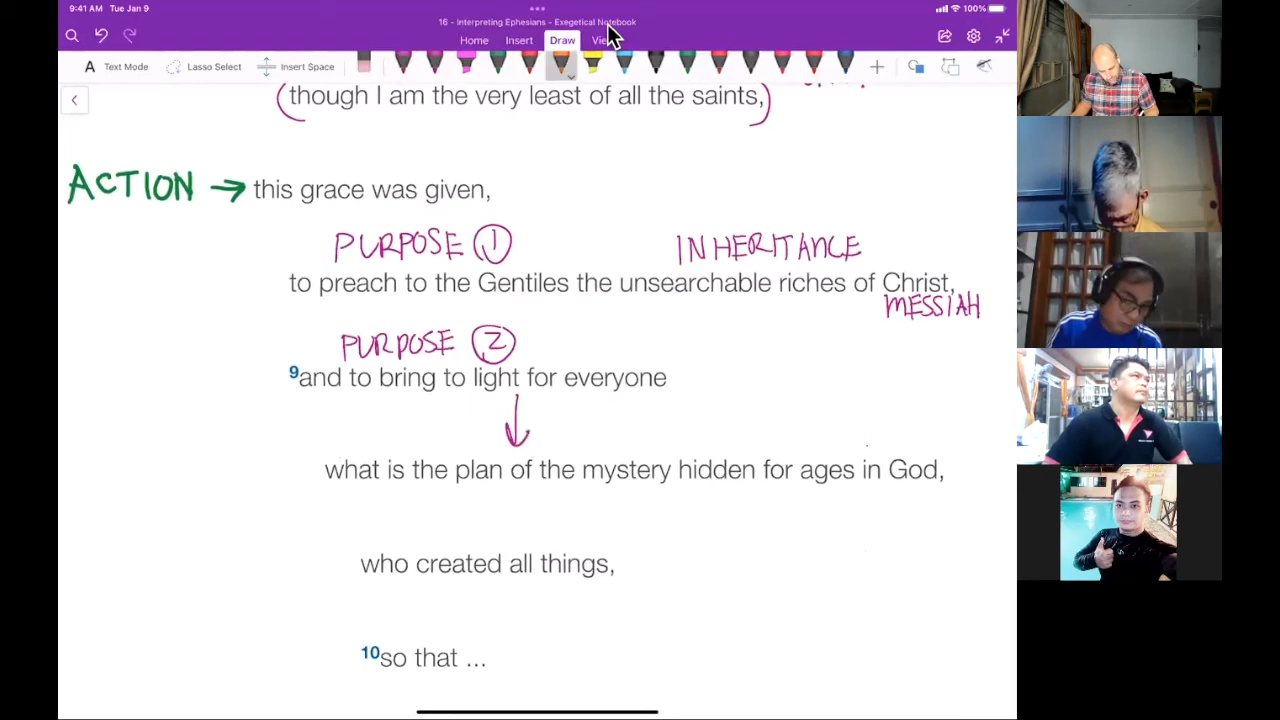 9:41 AM Tue Jan 9
100%
16 - Interpreting Ephesians - Exegetical Notebook
Home Insert Draw
Text Mode Lasso Select Insert Space
(though I am the very least of all the saints,)
ACTION → this grace was given,
PURPOSE 1 INHERITANCE
to preach to the Gentiles the unsearchable riches of Christ,
MESSIAH
PURPOSE 2
9and to bring to light for everyone
what is the plan of the mystery hidden for ages in God,
who created all things,
10so that ...